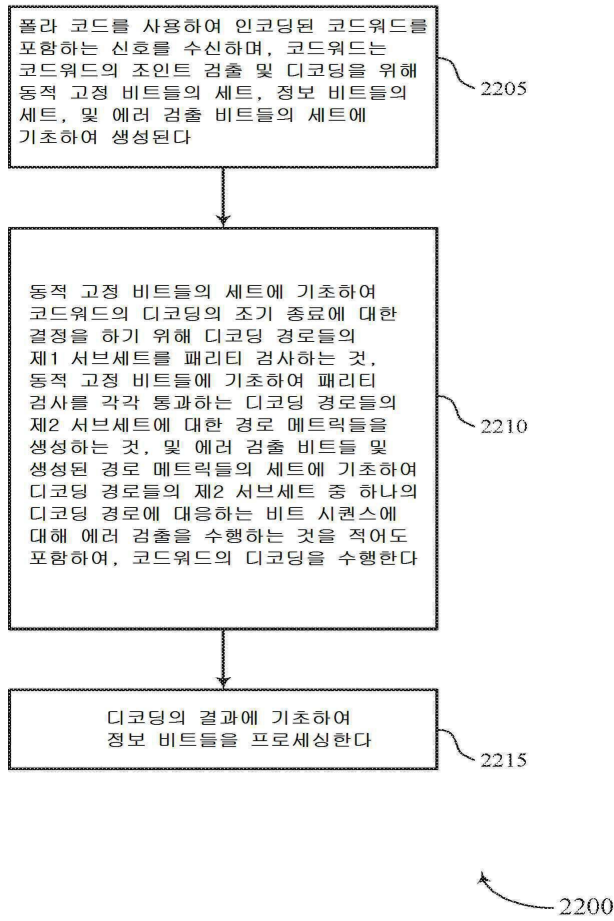 폴라 코드를 사용하여 인코딩된 코드워드를
포함하는 신호를 수신하며, 코드워드는
코드워드의 조인트 검출 및 디코딩을 위해
동적 고정 비트들의 세트, 정보 비트들의
세트, 및 에러 검출 비트들의 세트에
기초하여 생성된다
2205
동적 고정 비트들의 세트에 기초하여
코드워드의 디코딩의 조기 종료에 대한
결정을 하기 위해 디코딩 경로들의
제1 서브세트를 패리티 검사하는 것,
동적 고정 비트들에 기초하여 패리티
검사를 각각 통과하는 디코딩 경로들의
제2 서브세트에 대한 경로 메트릭들을
생성하는 것, 및 에러 검출 비트들 및
생성된 경로 메트릭들의 세트에 기초하여
디코딩 경로들의 제2 서브세트 중 하나의
디코딩 경로에 대응하는 비트 시퀀스에
대해 에러 검출을 수행하는 것을 적어도
포함하여, 코드워드의 디코딩을 수행한다
2210
디코딩의 결과에 기초하여
정보 비트들을 프로세싱한다
2215
2200